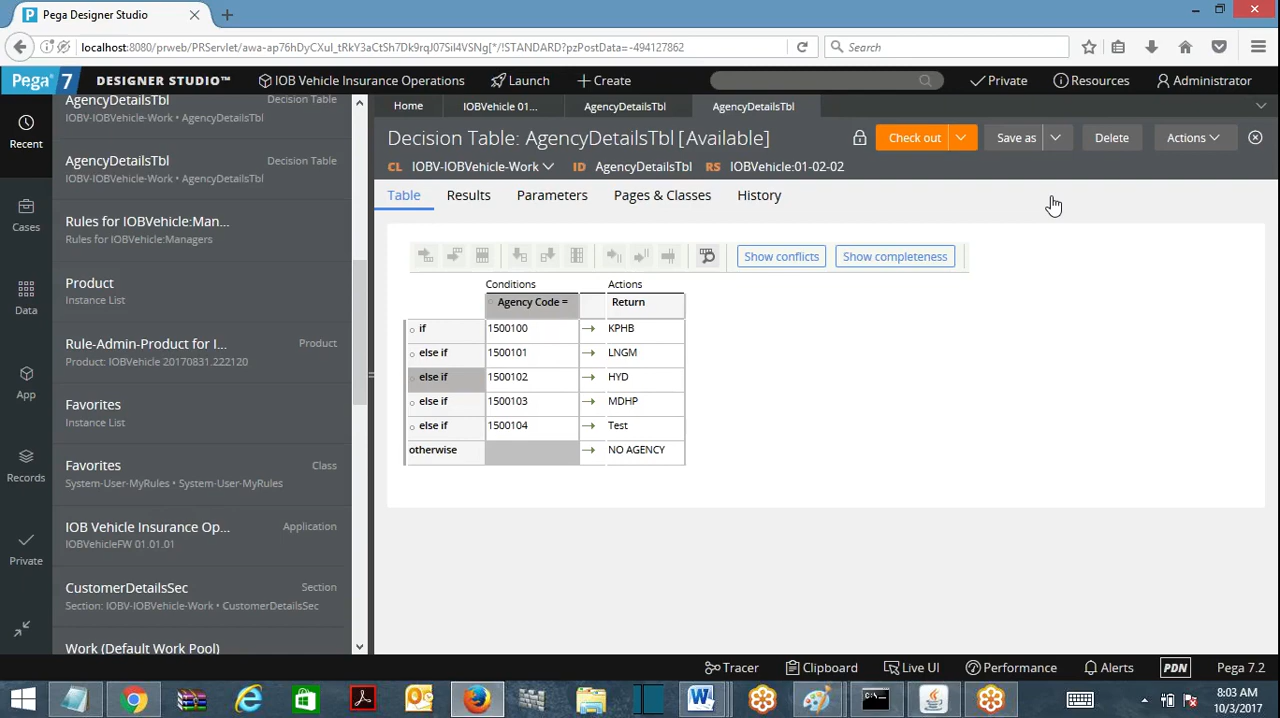 Pega Designer Studio
localhost:8080/prweb/PRServlet/awa-ap76hDyCXul_tRkY3aCtSh7Dk9rqJ07Sil4VSNg[*/!STANDARD?pzPostData=-494127862
Search
Pega 7 DESIGNER STUDIO™ IOB Vehicle Insurance Operations Launch Create Private Resources Administrator
Recent
Cases
Data
App
Records
Private
AgencyDetailsTbl Decision Table
IOBV-IOBVehicle-Work • AgencyDetailsTbl
AgencyDetailsTbl Decision Table
IOBV-IOBVehicle-Work • AgencyDetailsTbl
Rules for IOBVehicle:Man...
Rules for IOBVehicle:Managers
Product
Instance List
Rule-Admin-Product for I... Product
Product: IOBVehicle 20170831.222120
Favorites
Instance List
Favorites Class
System-User-MyRules • System-User-MyRules
IOB Vehicle Insurance Op... Application
IOBVehicleFW 01.01.01
CustomerDetailsSec Section
Section: IOBV-IOBVehicle-Work • CustomerDetailsSec
Work (Default Work Pool)
Home IOBVehicle 01... AgencyDetailsTbl AgencyDetailsTbl
Decision Table: AgencyDetailsTbl [Available]
Check out Save as Delete Actions
CL IOBV-IOBVehicle-Work ID AgencyDetailsTbl RS IOBVehicle:01-02-02
Table Results Parameters Pages & Classes History
Show conflicts Show completeness
Conditions Actions
Agency Code = Return
if 1500100 KPHB
else if 1500101 LNGM
else if 1500102 HYD
else if 1500103 MDHP
else if 1500104 Test
otherwise NO AGENCY
Tracer Clipboard Live UI Performance Alerts PDN Pega 7.2
8:03 AM
10/3/2017